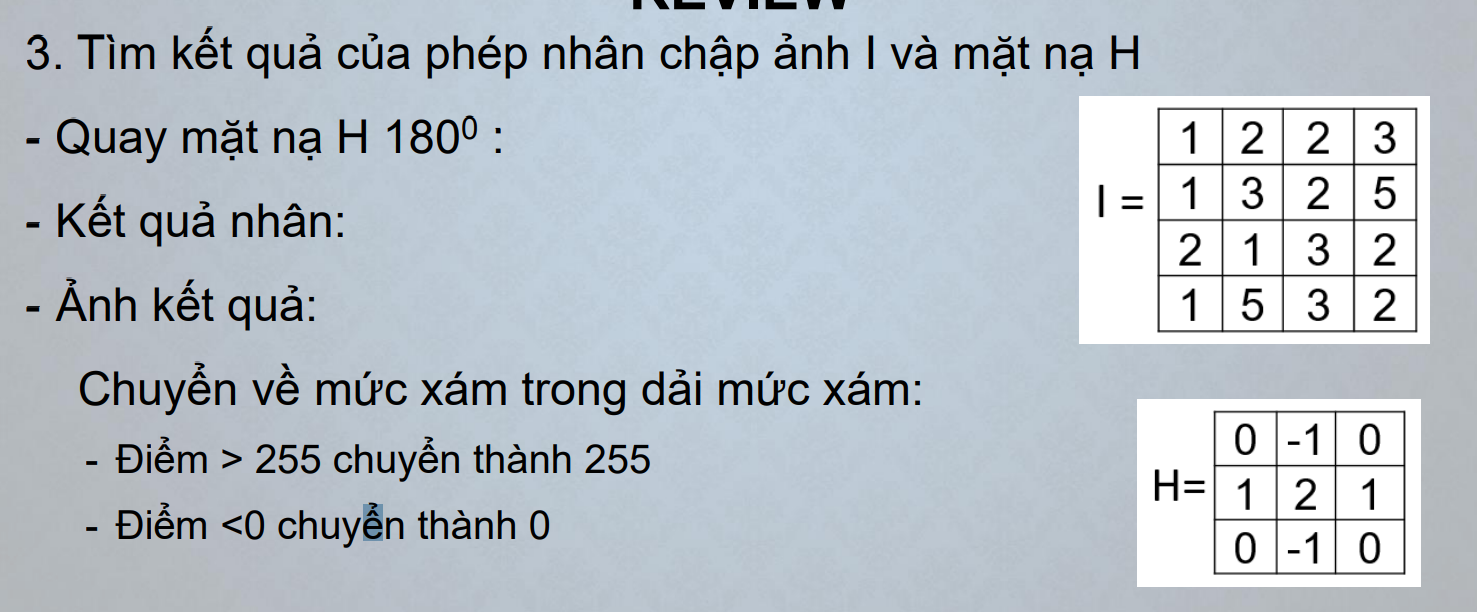 3. Tìm kết quả của phép nhân chập ảnh I và mặt nạ H
- Quay mặt nạ H 180⁰ :
- Kết quả nhân:
- Ảnh kết quả:
Chuyển về mức xám trong dải mức xám:
- Điểm > 255 chuyển thành 255
- Điểm <0 chuyển thành 0
I =
1 2 2 3
1 3 2 5
2 1 3 2
1 5 3 2
H=
0 -1 0
1 2 1
0 -1 0